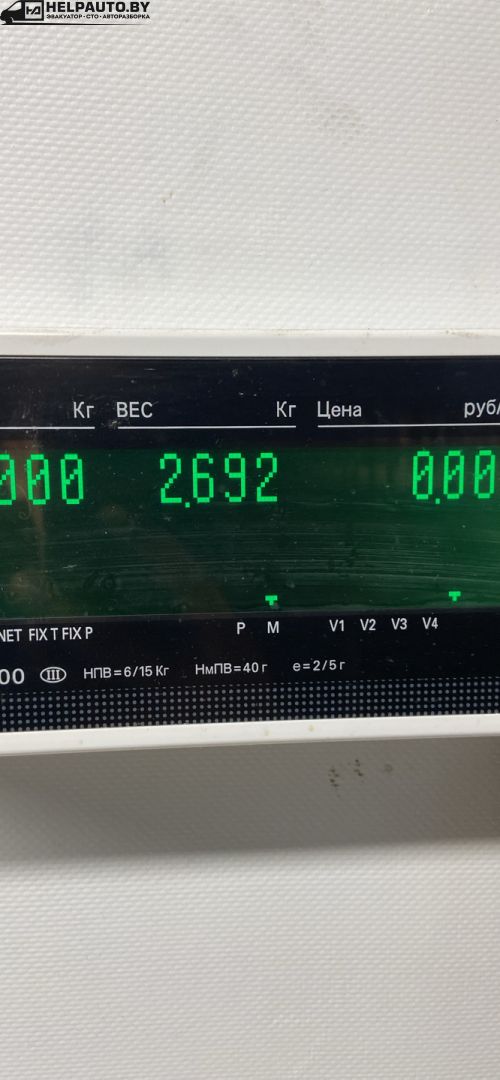 HELPAUTO.BY
ЭВАКУАТОР • СТО • АВТОРАЗБОРКА
Кг ВЕС Кг Цена руб/
000 2.692 0.00
NET FIX T FIX P P M V1 V2 V3 V4
00 III НПВ=6/15 Кг НмПВ=40 г e=2/5 г